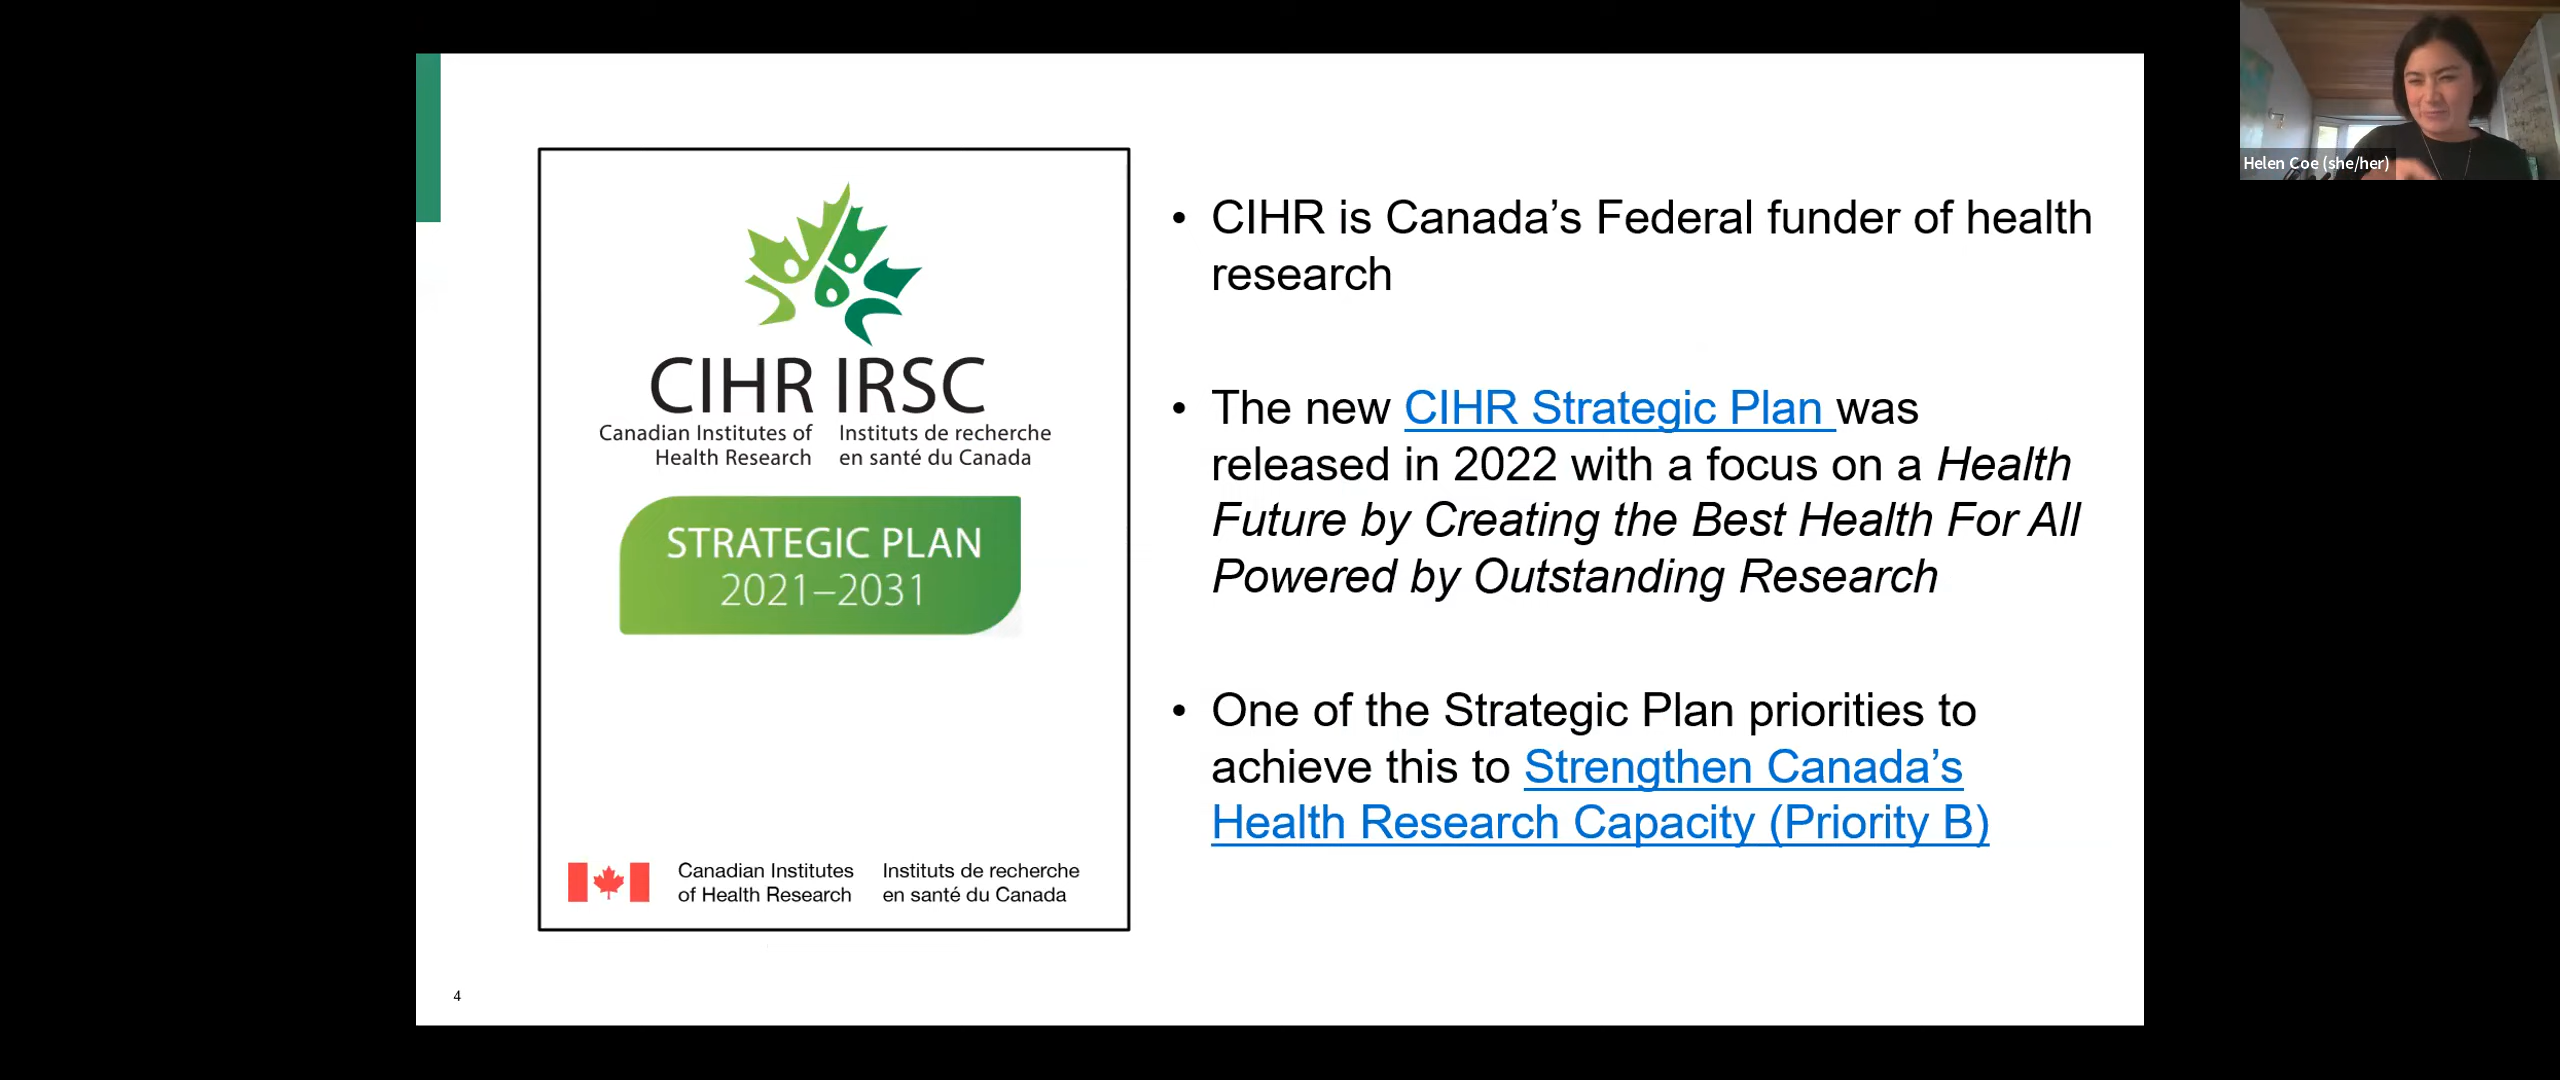 CIHR IRSC
Canadian Institutes of Health Research
Instituts de recherche en santé du Canada
STRATEGIC PLAN
2021–2031
Canadian Institutes of Health Research
Instituts de recherche en santé du Canada
• CIHR is Canada’s Federal funder of health
research
• The new CIHR Strategic Plan was
released in 2022 with a focus on a Health
Future by Creating the Best Health For All
Powered by Outstanding Research
• One of the Strategic Plan priorities to
achieve this to Strengthen Canada’s
Health Research Capacity (Priority B)
4
Helen Coe (she/her)